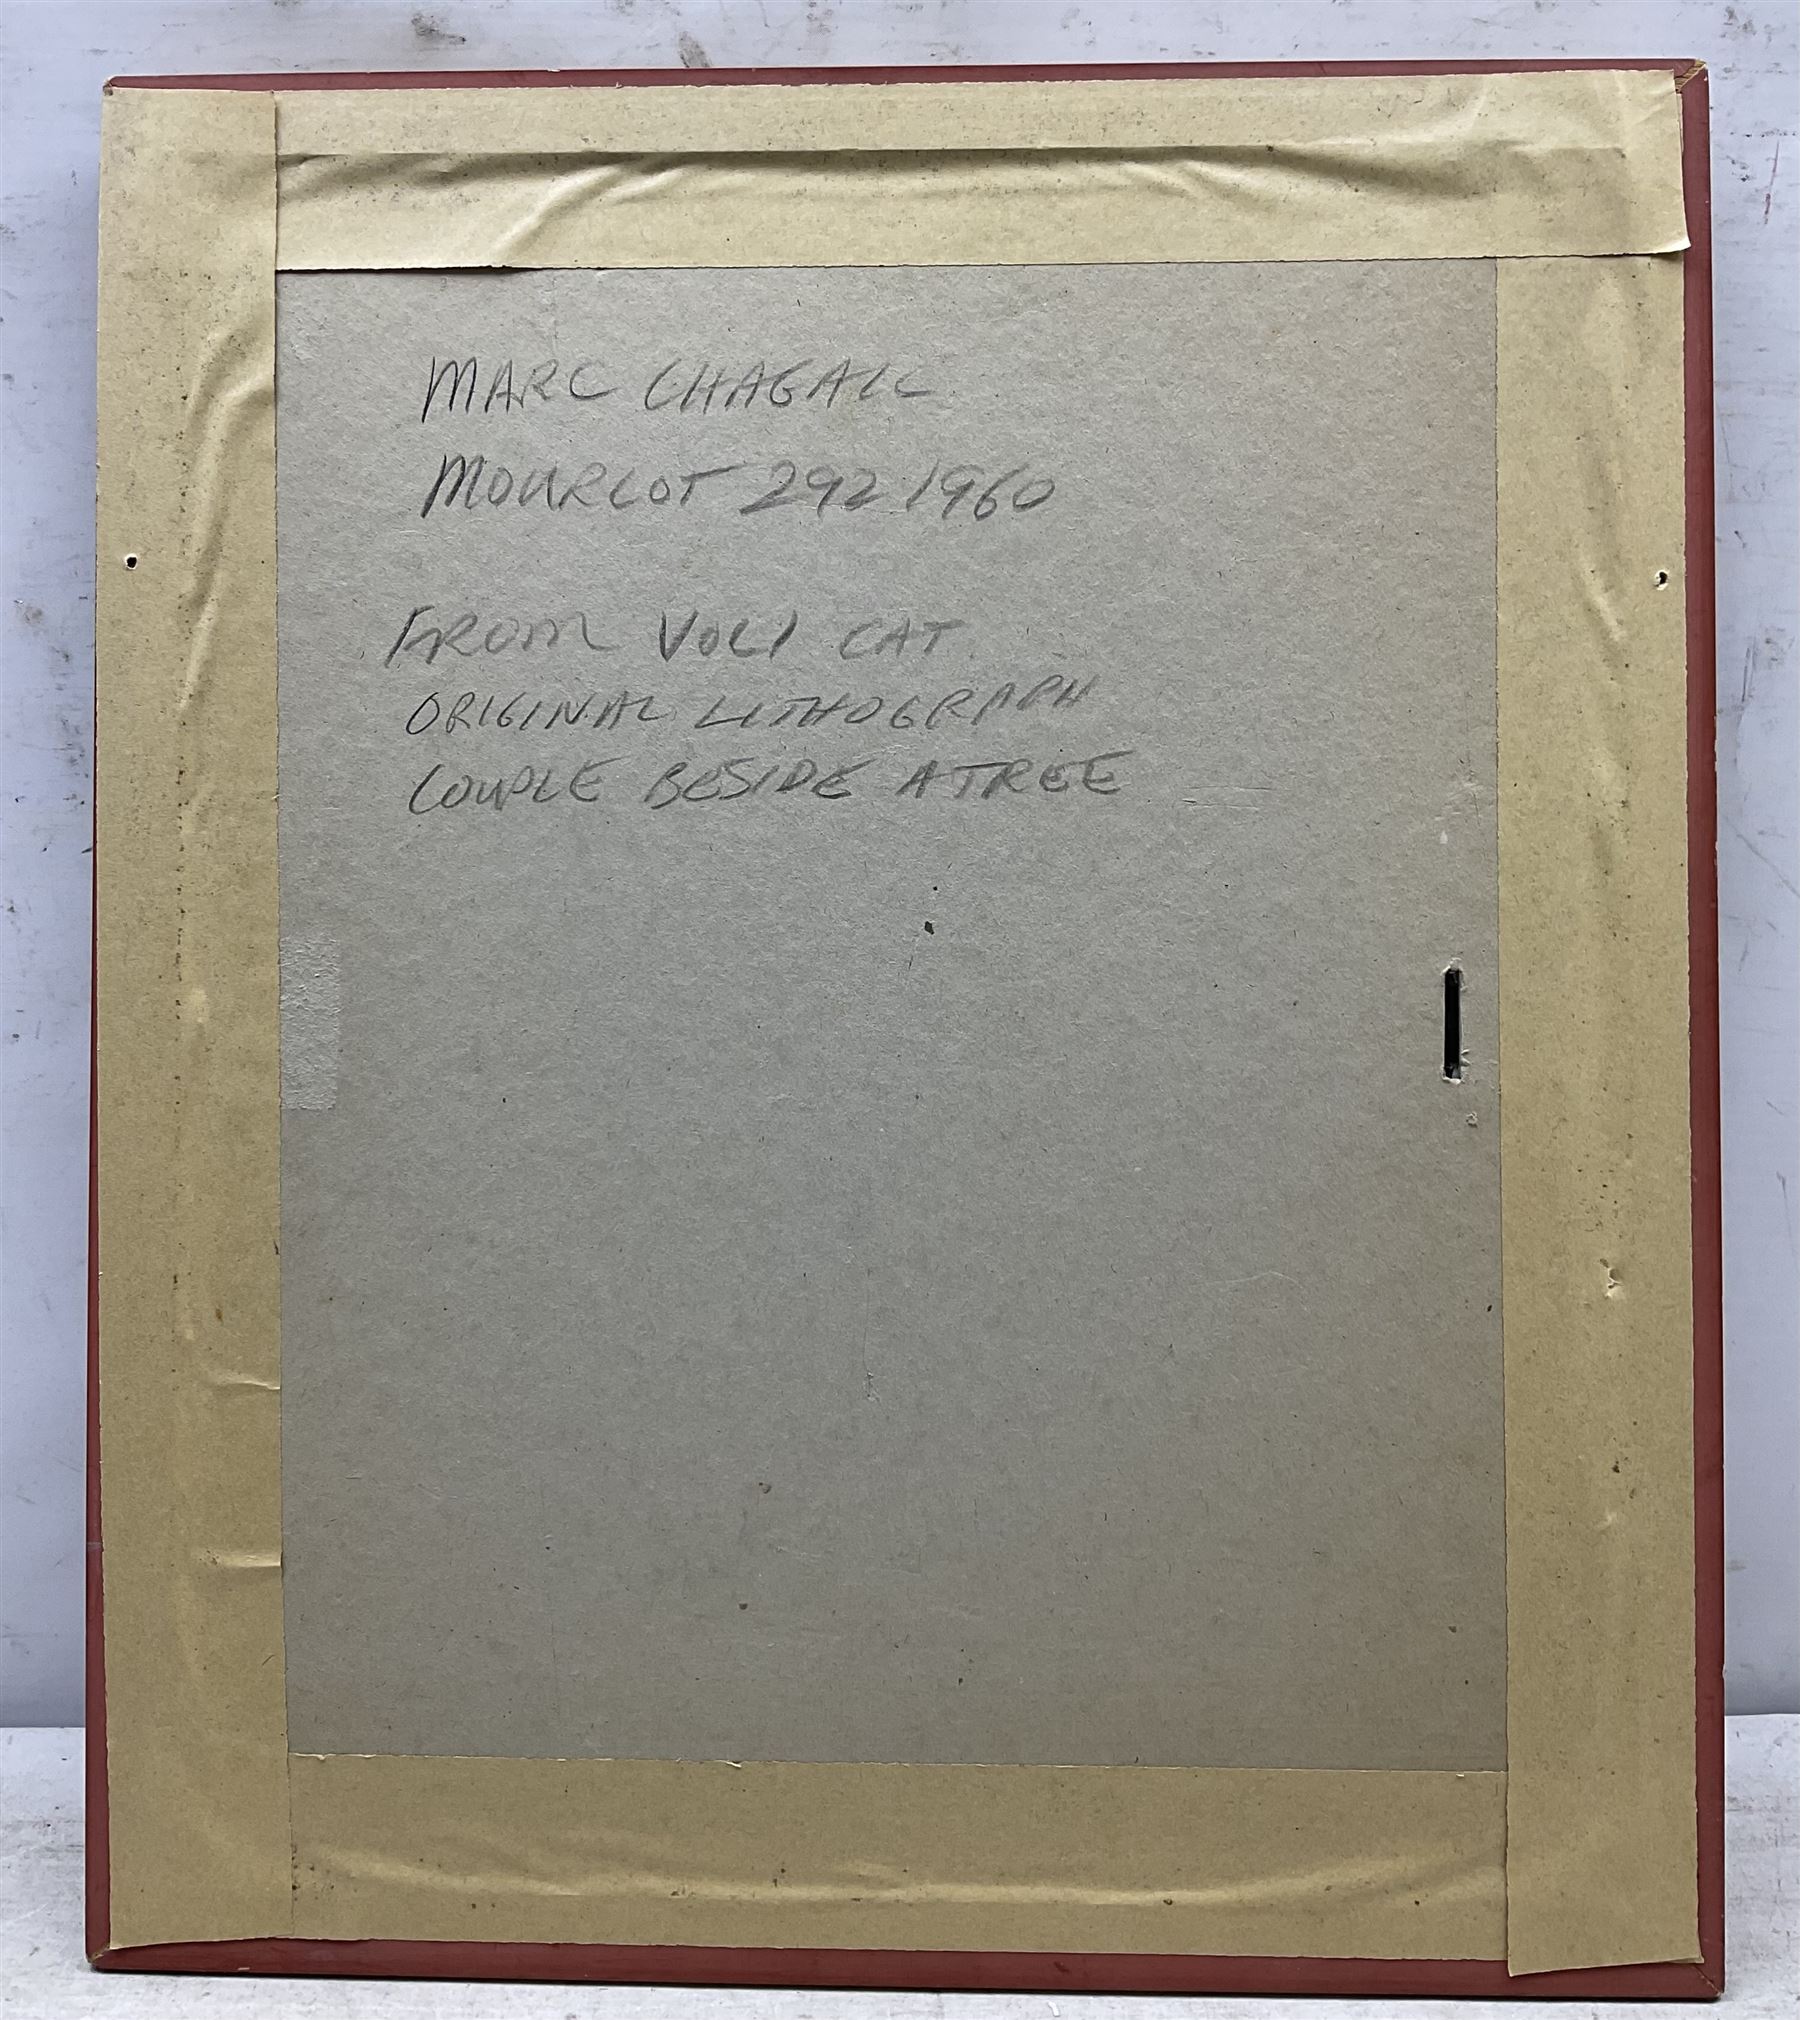 MARC CHAGALL
MOURLOT 292 1960
FROM VOL1 CAT.
ORIGINAL LITHOGRAPH
COUPLE BESIDE A TREE